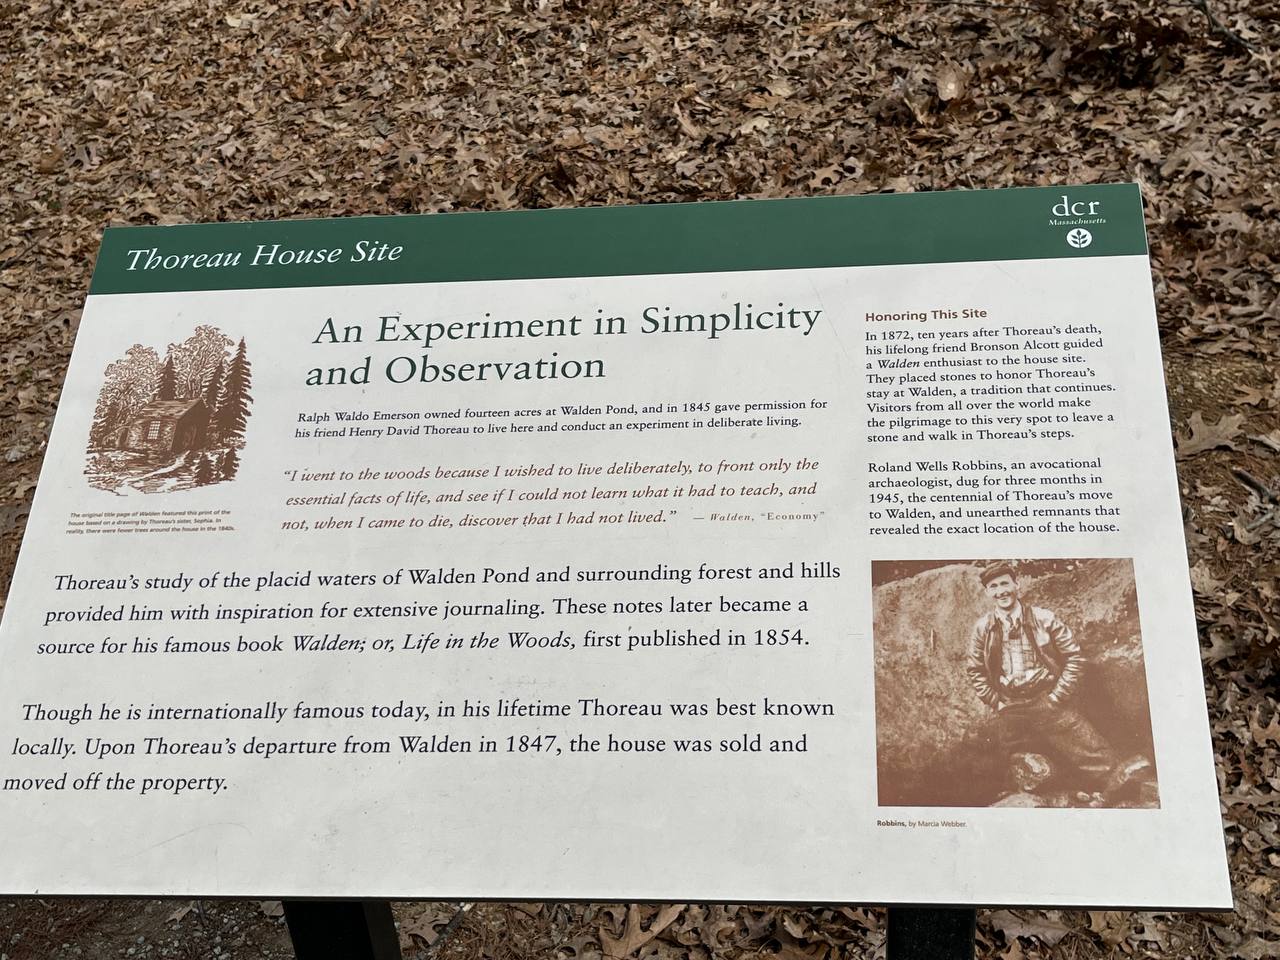 Thoreau House Site
dcr
Massachusetts
An Experiment in Simplicity
and Observation
Ralph Waldo Emerson owned fourteen acres at Walden Pond, and in 1845 gave permission for
his friend Henry David Thoreau to live here and conduct an experiment in deliberate living.
“I went to the woods because I wished to live deliberately, to front only the
essential facts of life, and see if I could not learn what it had to teach, and
not, when I came to die, discover that I had not lived.” — Walden, “Economy”
The original title page of Walden featured this print of the
house based on a drawing by Thoreau's sister, Sophia. In
reality, there were fewer trees around the house in the 1840s.
Thoreau’s study of the placid waters of Walden Pond and surrounding forest and hills
provided him with inspiration for extensive journaling. These notes later became a
source for his famous book Walden; or, Life in the Woods, first published in 1854.
Though he is internationally famous today, in his lifetime Thoreau was best known
locally. Upon Thoreau’s departure from Walden in 1847, the house was sold and
moved off the property.
Honoring This Site
In 1872, ten years after Thoreau’s death,
his lifelong friend Bronson Alcott guided
a Walden enthusiast to the house site.
They placed stones to honor Thoreau’s
stay at Walden, a tradition that continues.
Visitors from all over the world make
the pilgrimage to this very spot to leave a
stone and walk in Thoreau’s steps.
Roland Wells Robbins, an avocational
archaeologist, dug for three months in
1945, the centennial of Thoreau’s move
to Walden, and unearthed remnants that
revealed the exact location of the house.
Robbins, by Marcia Webber.